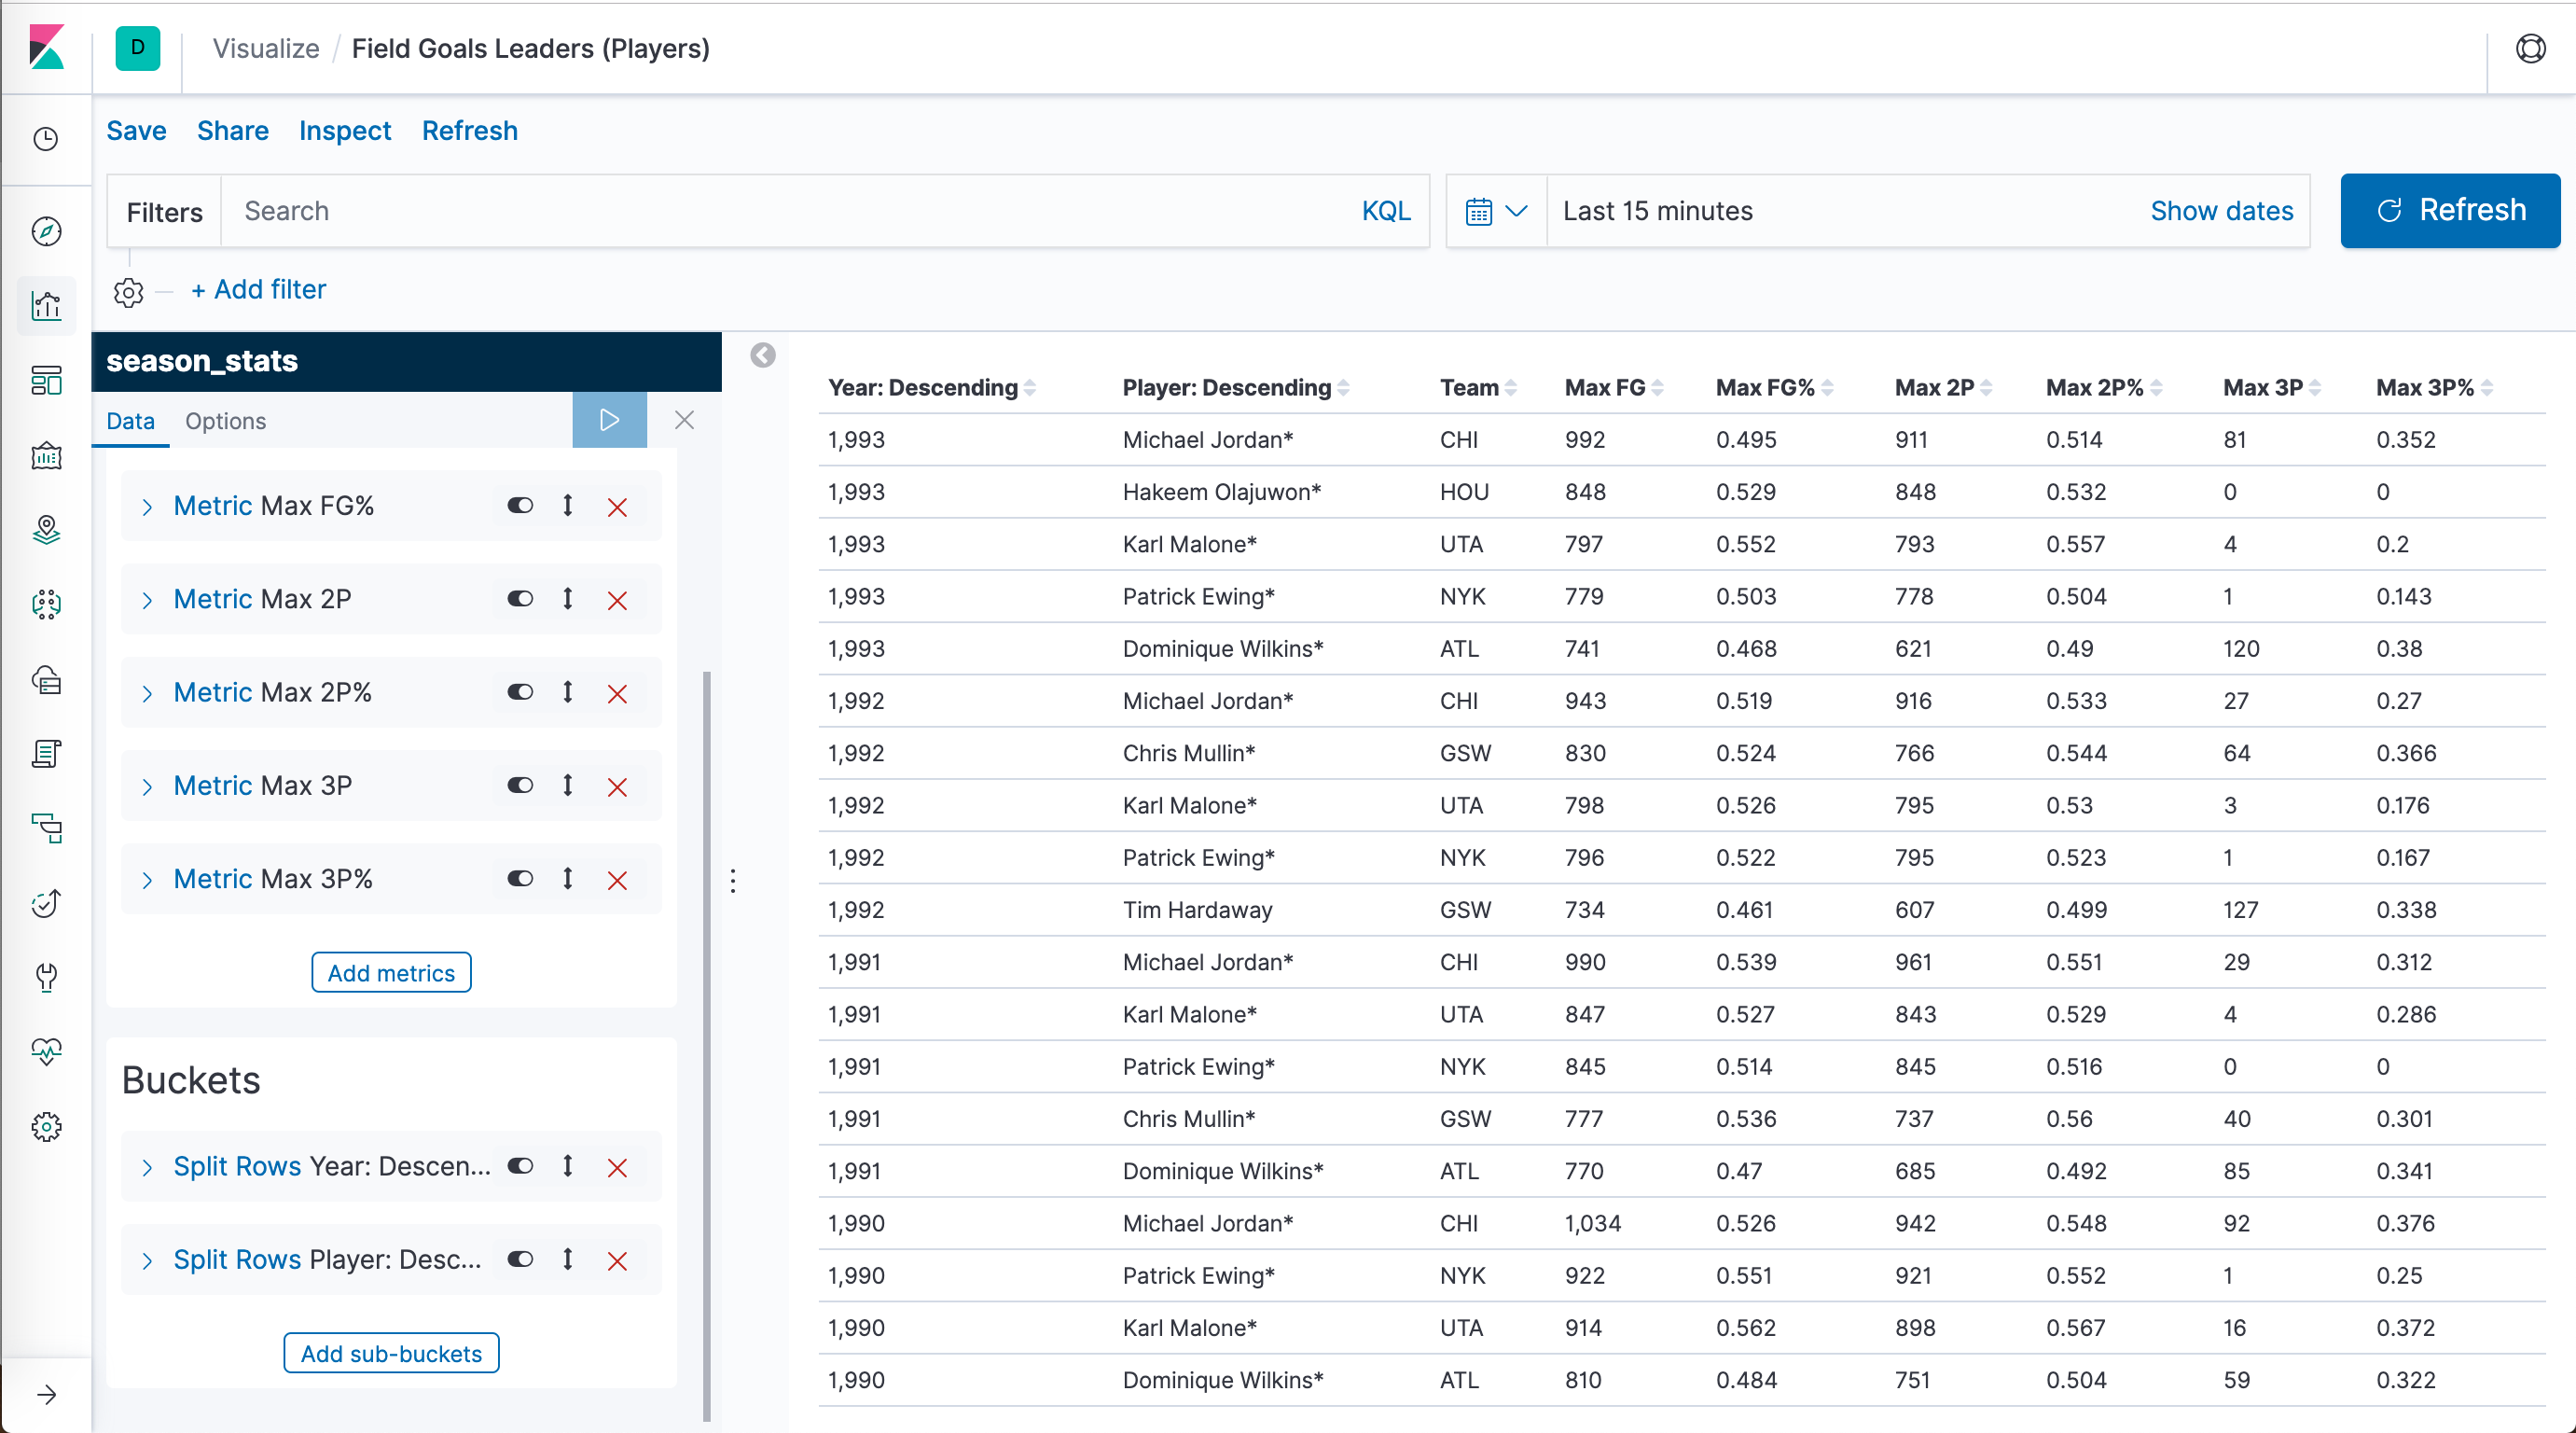 D Visualize / Field Goals Leaders (Players)
Save Share Inspect Refresh
Filters Search KQL Last 15 minutes Show dates Refresh
+ Add filter
season_stats
Data Options
Metric Max FG%
Metric Max 2P
Metric Max 2P%
Metric Max 3P
Metric Max 3P%
Add metrics
Buckets
Split Rows Year: Descen...
Split Rows Player: Desc...
Add sub-buckets
Year: Descending Player: Descending Team Max FG Max FG% Max 2P Max 2P% Max 3P Max 3P%
1,993 Michael Jordan* CHI 992 0.495 911 0.514 81 0.352
1,993 Hakeem Olajuwon* HOU 848 0.529 848 0.532 0 0
1,993 Karl Malone* UTA 797 0.552 793 0.557 4 0.2
1,993 Patrick Ewing* NYK 779 0.503 778 0.504 1 0.143
1,993 Dominique Wilkins* ATL 741 0.468 621 0.49 120 0.38
1,992 Michael Jordan* CHI 943 0.519 916 0.533 27 0.27
1,992 Chris Mullin* GSW 830 0.524 766 0.544 64 0.366
1,992 Karl Malone* UTA 798 0.526 795 0.53 3 0.176
1,992 Patrick Ewing* NYK 796 0.522 795 0.523 1 0.167
1,992 Tim Hardaway GSW 734 0.461 607 0.499 127 0.338
1,991 Michael Jordan* CHI 990 0.539 961 0.551 29 0.312
1,991 Karl Malone* UTA 847 0.527 843 0.529 4 0.286
1,991 Patrick Ewing* NYK 845 0.514 845 0.516 0 0
1,991 Chris Mullin* GSW 777 0.536 737 0.56 40 0.301
1,991 Dominique Wilkins* ATL 770 0.47 685 0.492 85 0.341
1,990 Michael Jordan* CHI 1,034 0.526 942 0.548 92 0.376
1,990 Patrick Ewing* NYK 922 0.551 921 0.552 1 0.25
1,990 Karl Malone* UTA 914 0.562 898 0.567 16 0.372
1,990 Dominique Wilkins* ATL 810 0.484 751 0.504 59 0.322